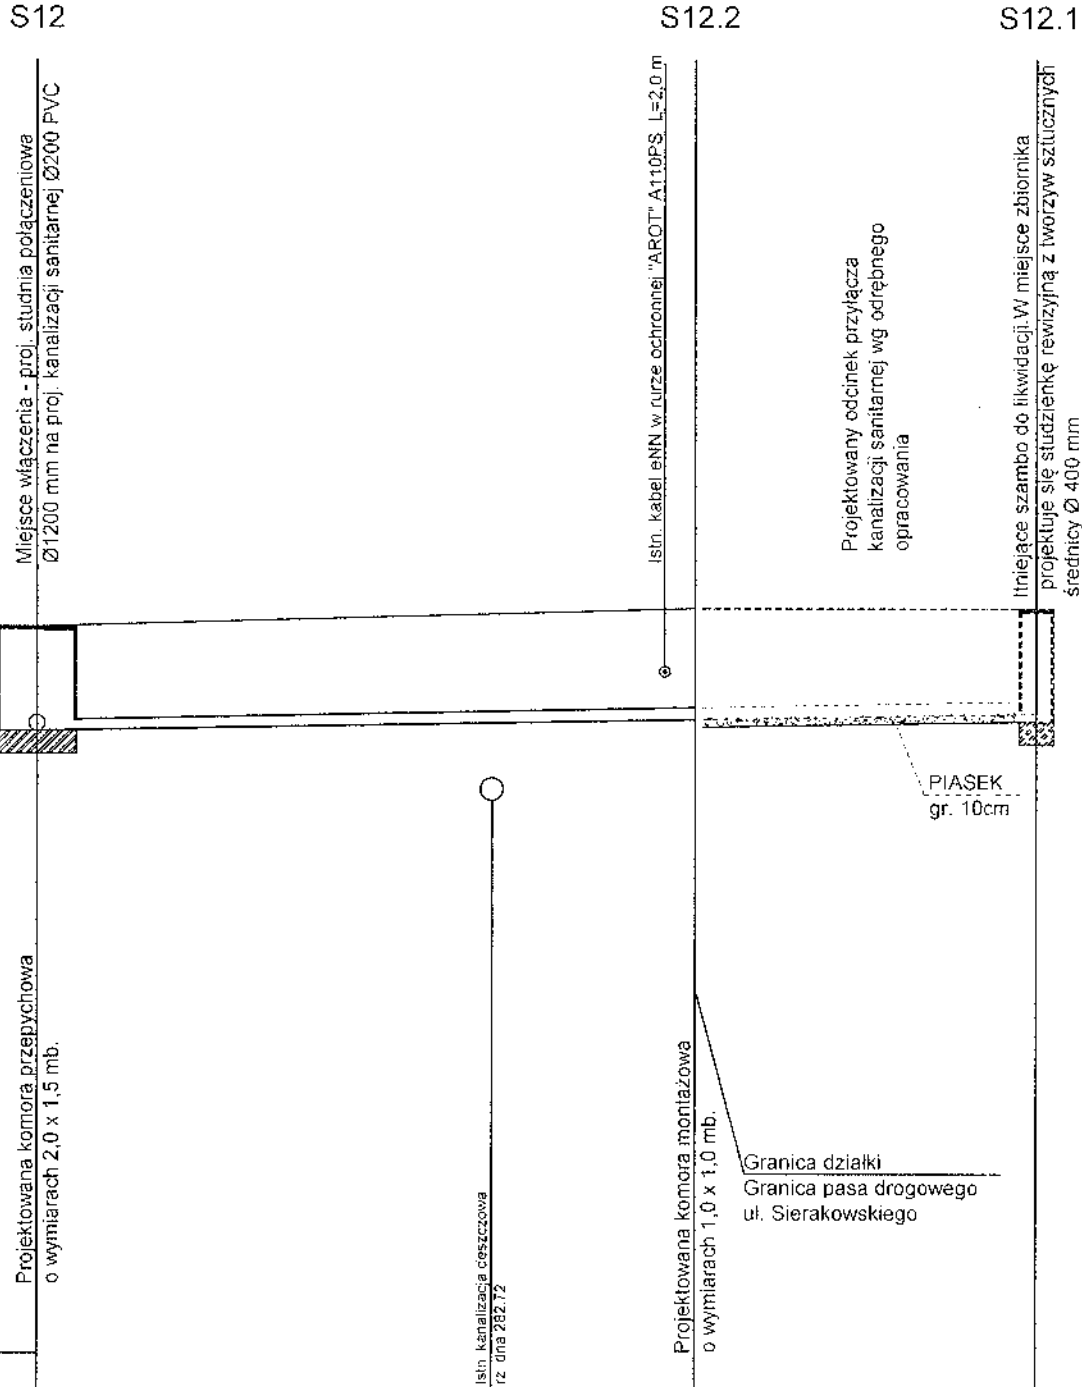 S12
S12.2
S12.1
Miejsce włączenia - proj. studnia połączeniowa
Ø1200 mm na proj. kanalizacji sanitarnej Ø200 PVC
Istn. kabel eNN w rurze ochronnej "AROT" A110PS L=2,0 m
Projektowany odcinek przyłącza
kanalizacji sanitarnej wg odrębnego
opracowania
Itniejące szambo do likwidacji.W miejsce zbiornika
projektuje się studzienkę rewizyjną z tworzyw sztucznych
średnicy Ø 400 mm
PIASEK
gr. 10cm
Projektowana komora przepychowa
o wymiarach 2,0 x 1,5 mb.
Istn kanalizacja deszczowa
rz dna 282.72
Projektowana komora montażowa
o wymiarach 1,0 x 1,0 mb.
Granica działki
Granica pasa drogowego
ul. Sierakowskiego